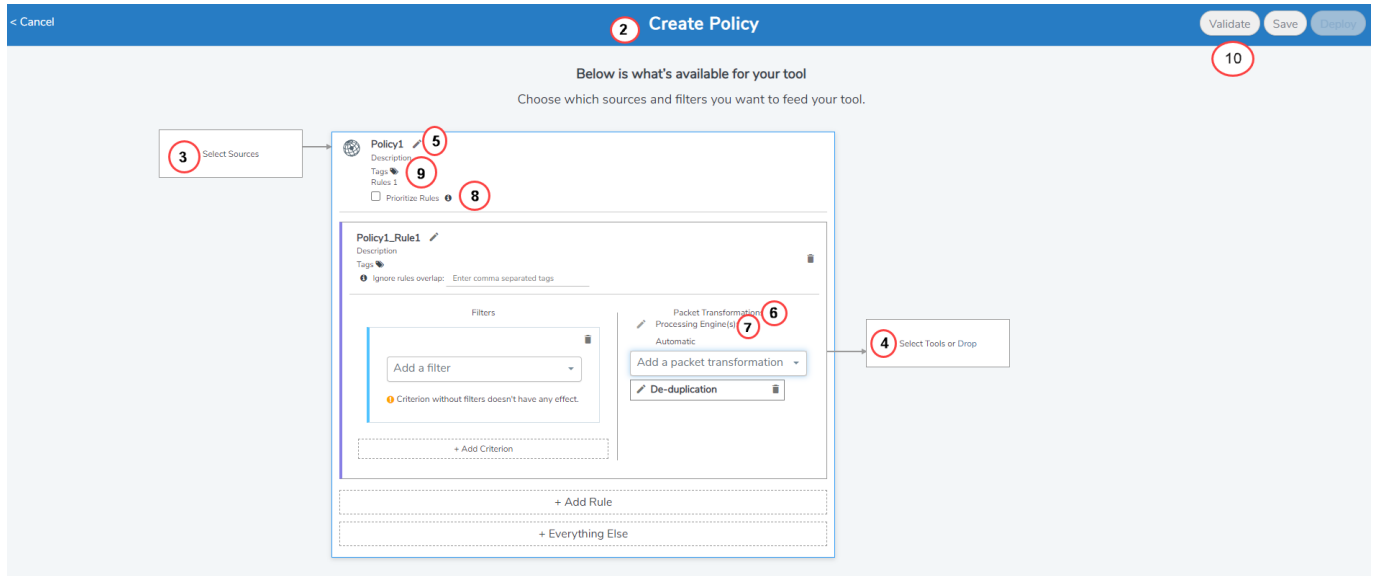 < Cancel
2 Create Policy
Validate Save Deploy
10
Below is what's available for your tool
Choose which sources and filters you want to feed your tool.
3 Select Sources
Policy1 5
Description
Tags 9
Rules 1
Prioritize Rules 8
Policy1_Rule1
Description
Tags
Ignore rules overlap: Enter comma separated tags
Filters
Add a filter
Criterion without filters doesn't have any effect.
+ Add Criterion
Packet Transformations 6
Processing Engine(s) 7
Automatic
Add a packet transformation
De-duplication
4 Select Tools or Drop
+ Add Rule
+ Everything Else